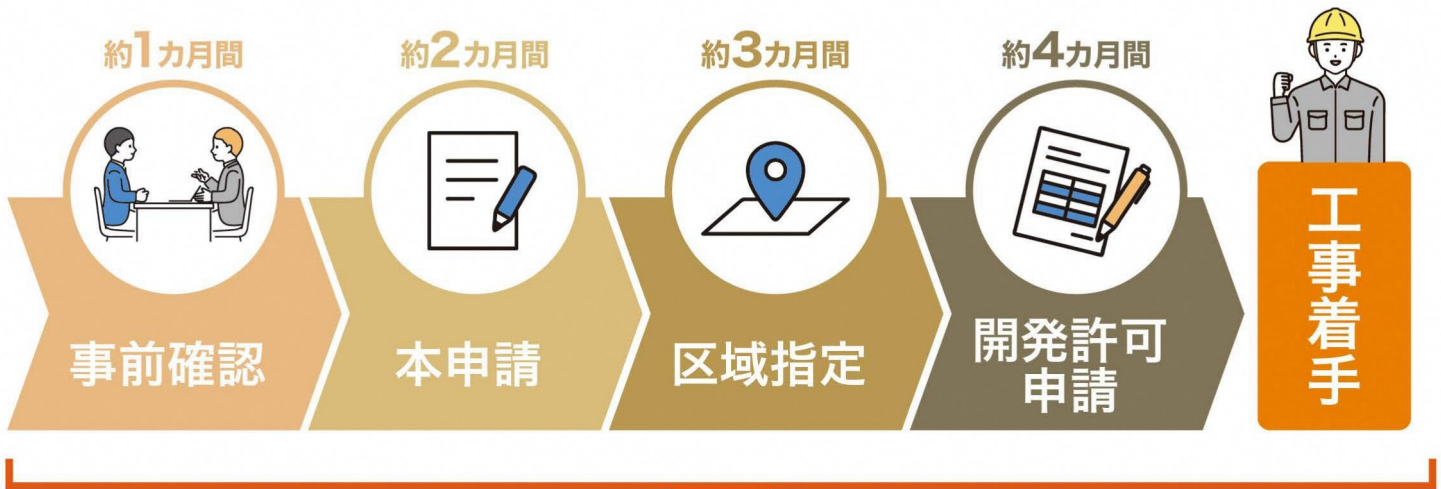 約1カ月間
事前確認
約2カ月間
本申請
約3カ月間
区域指定
約4カ月間
開発許可
申請
工事着手